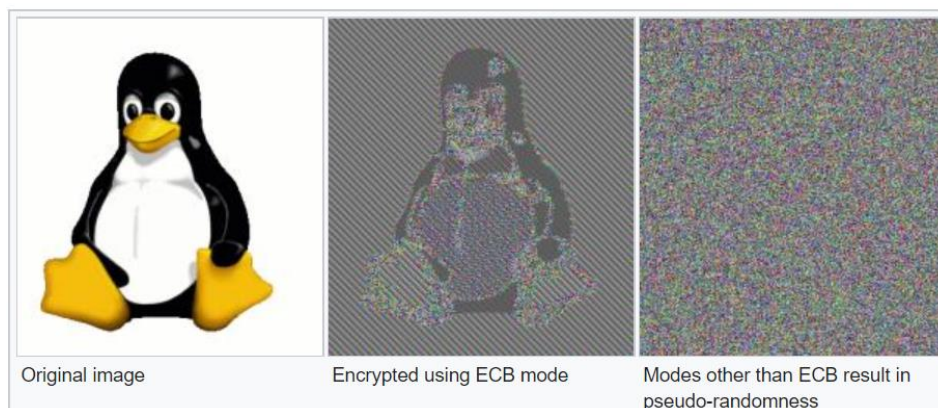 Original image
Encrypted using ECB mode
Modes other than ECB result in
pseudo-randomness